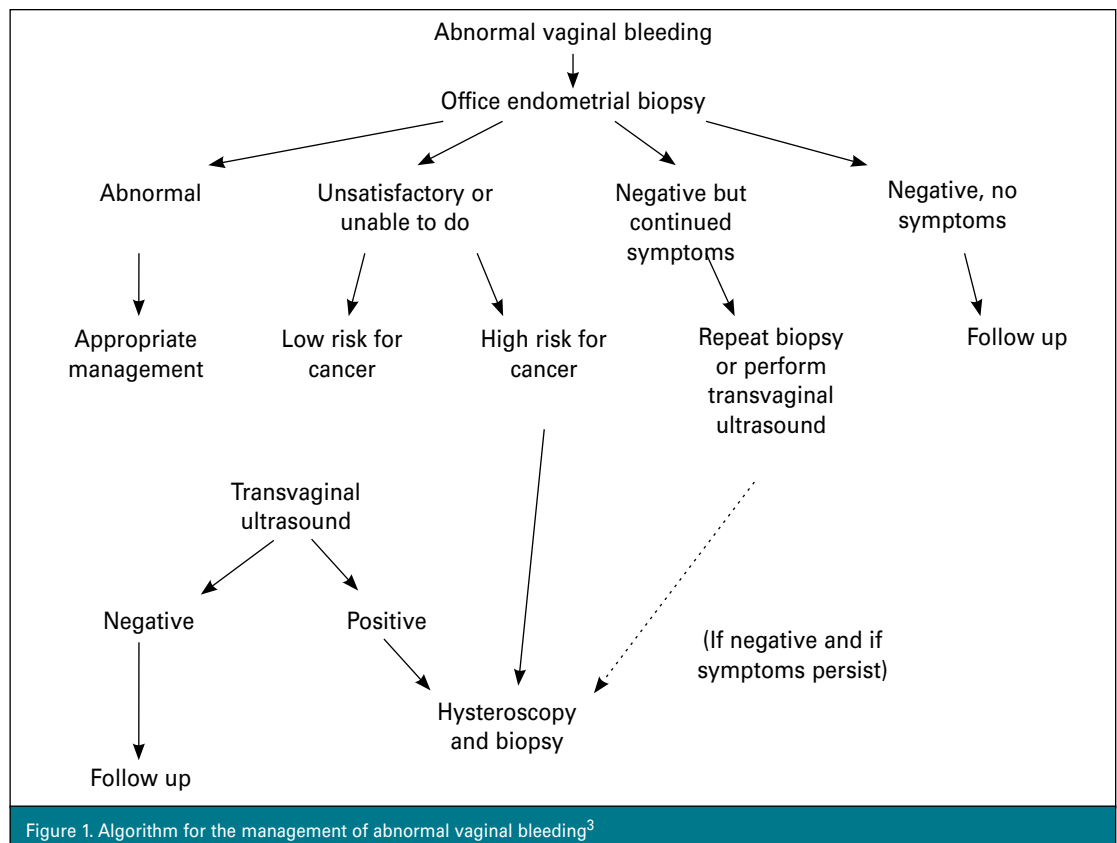 Abnormal vaginal bleeding
Office endometrial biopsy
Abnormal
Unsatisfactory or
unable to do
Negative but
continued
symptoms
Negative, no
symptoms
Appropriate
management
Low risk for
cancer
High risk for
cancer
Repeat biopsy
or perform
transvaginal
ultrasound
Follow up
Transvaginal
ultrasound
Negative
Positive
(If negative and if
symptoms persist)
Hysteroscopy
and biopsy
Follow up
Figure 1. Algorithm for the management of abnormal vaginal bleeding³